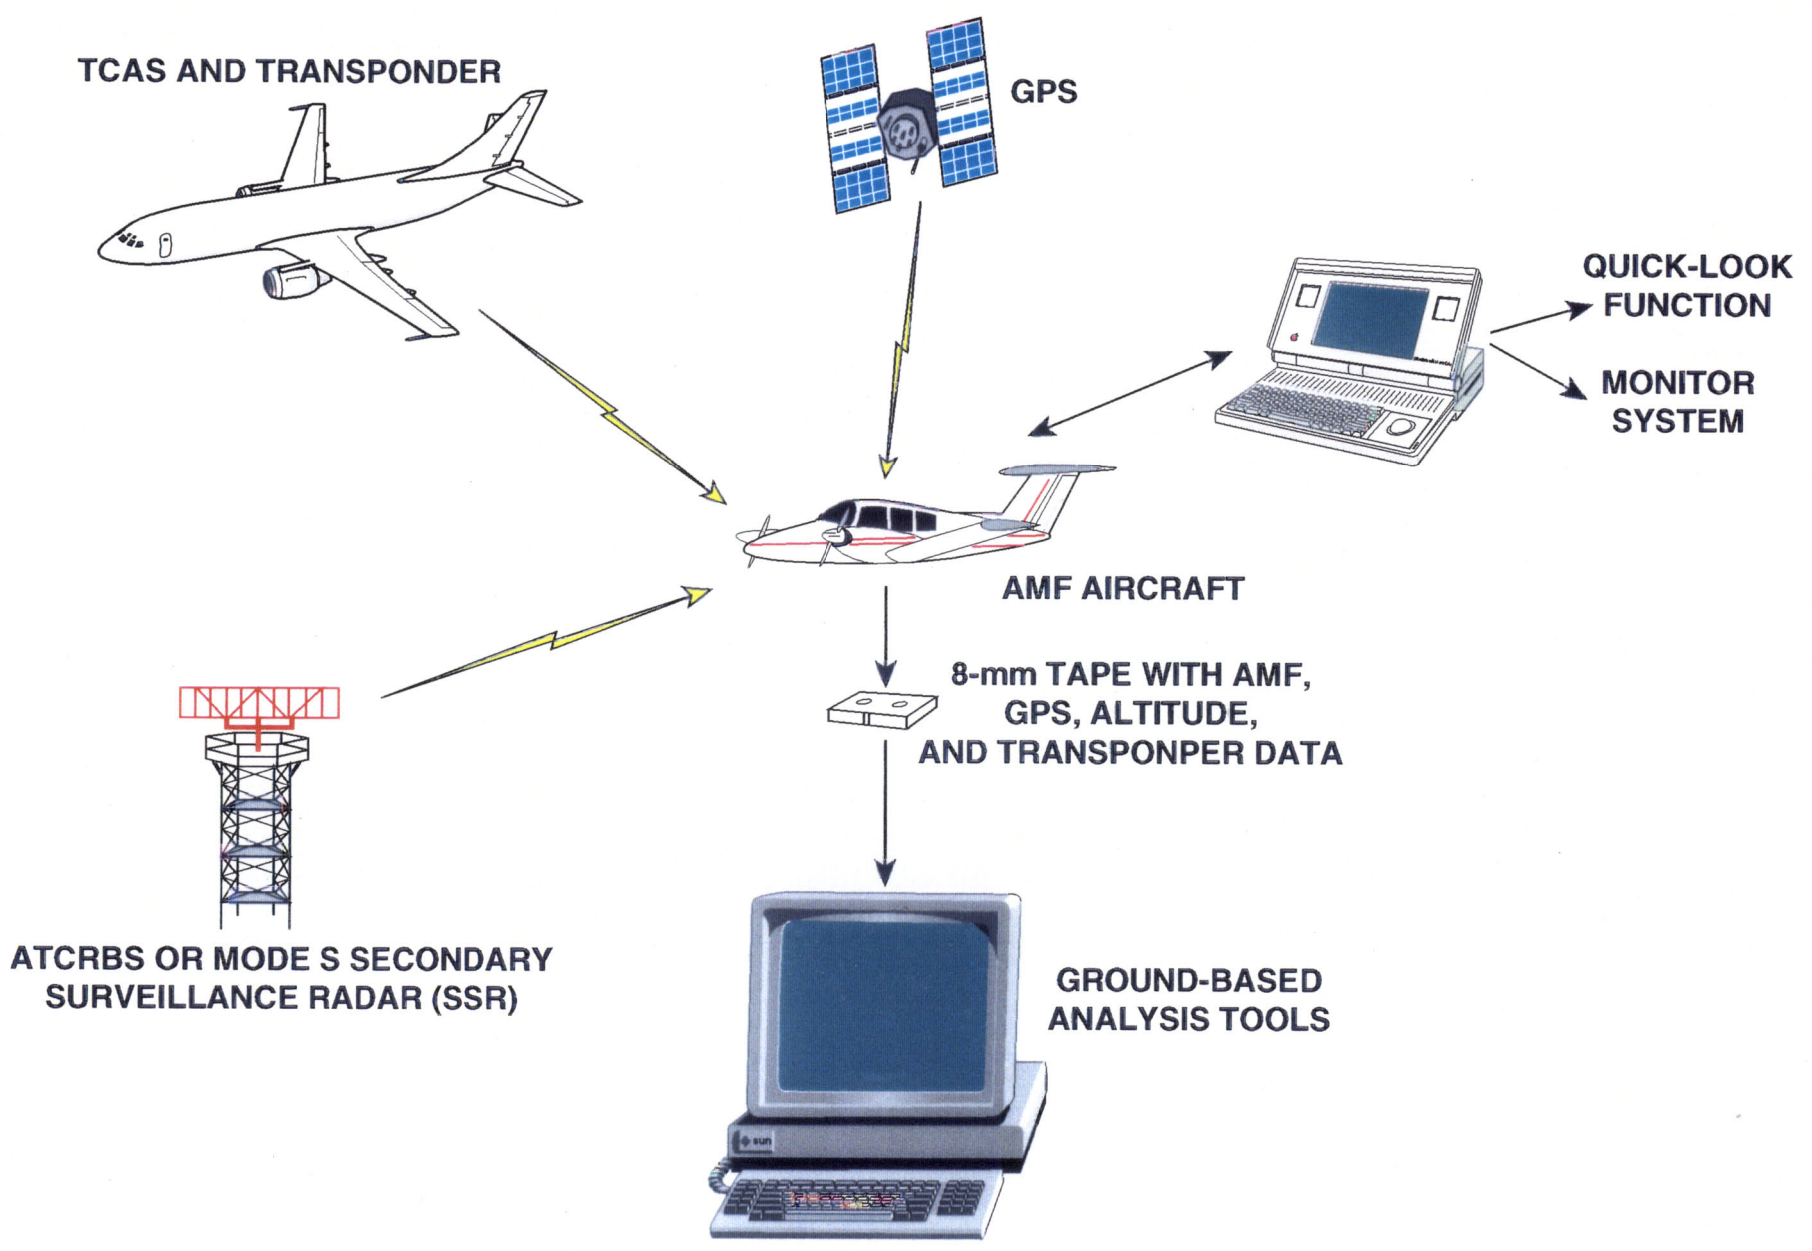 TCAS AND TRANSPONDER
GPS
QUICK-LOOK
FUNCTION
MONITOR
SYSTEM
AMF AIRCRAFT
8-mm TAPE WITH AMF,
GPS, ALTITUDE,
AND TRANSPONPER DATA
ATCRBS OR MODE S SECONDARY
SURVEILLANCE RADAR (SSR)
GROUND-BASED
ANALYSIS TOOLS
sun